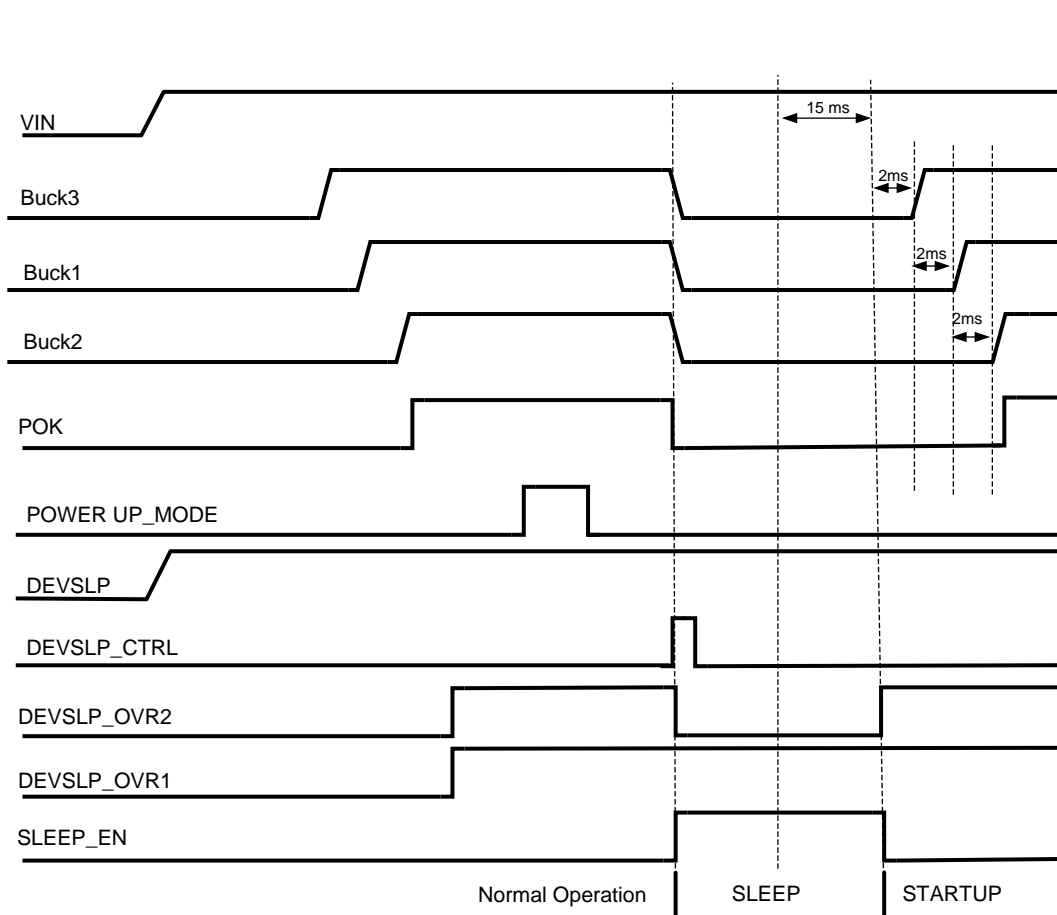 VIN
15 ms
Buck3
2ms
Buck1
2ms
Buck2
2ms
POK
POWER UP_MODE
DEVSLP
DEVSLP_CTRL
DEVSLP_OVR2
DEVSLP_OVR1
SLEEP_EN
Normal Operation
SLEEP
STARTUP